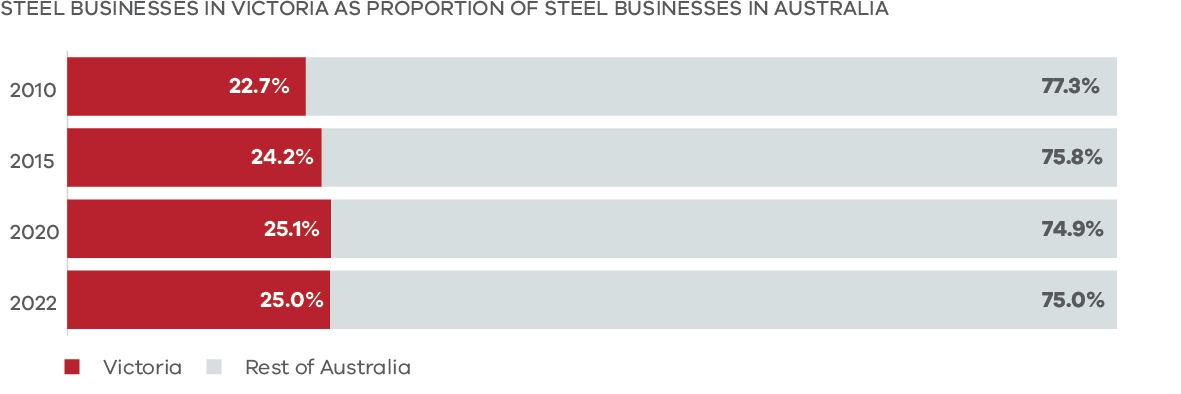 STEEL BUSINESSES IN VICTORIA AS PROPORTION OF STEEL BUSINESSES IN AUSTRALIA
2010 22.7% 77.3%
2015 24.2% 75.8%
2020 25.1% 74.9%
2022 25.0% 75.0%
Victoria Rest of Australia